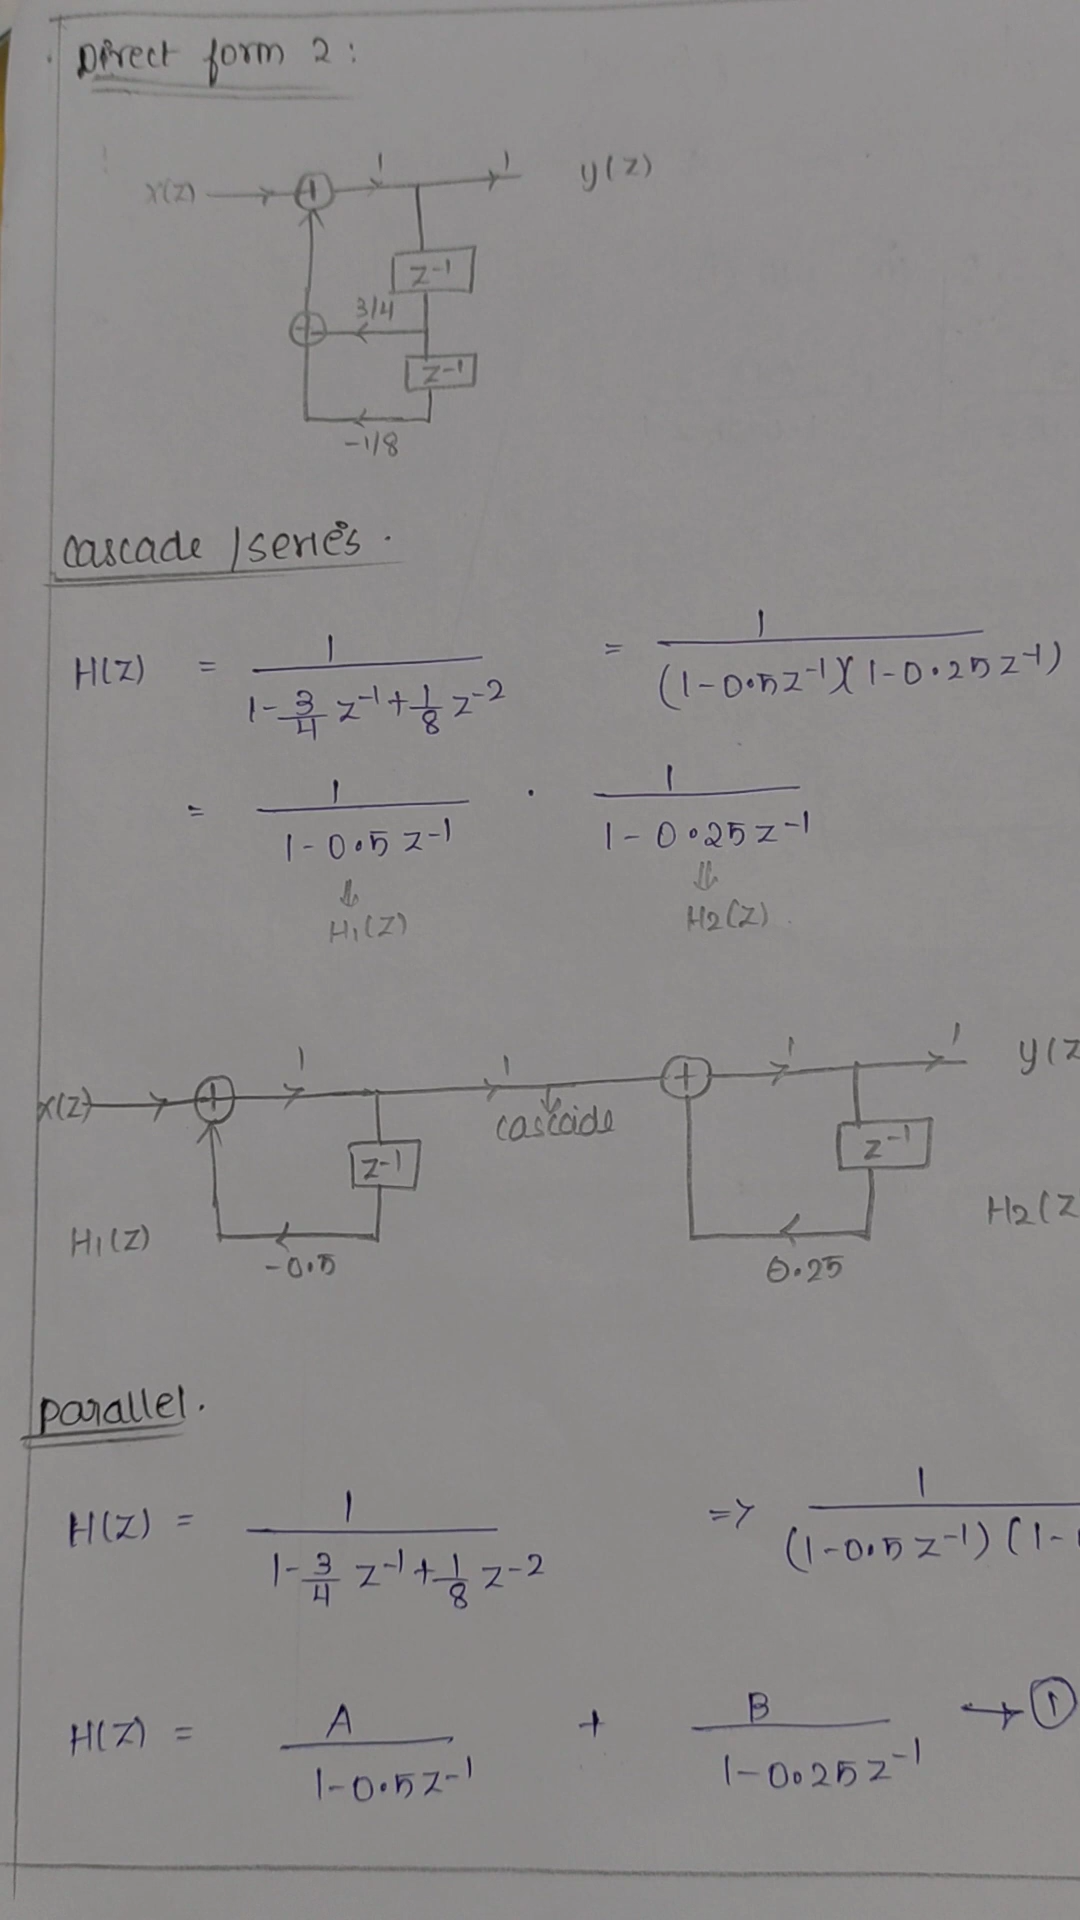 Direct form 2:
x(z) + 1 1 y(z)
z-1
3/4
+
z-1
-1/8
cascade /series.
H(z) = 1 / (1 - 3/4 z-1 + 1/8 z-2) = 1 / ((1-0.5z-1)(1-0.25z-1))
= 1 / (1-0.5z-1) . 1 / (1-0.25z-1)
⇓ ⇓
H1(z) H2(z)
x(z) + 1 1 + 1 1 y(z
cascade
z-1 z-1
H1(z) H2(z
-0.5 0.25
parallel.
H(z) = 1 / (1 - 3/4 z-1 + 1/8 z-2) => 1 / (1-0.5z-1)(1-
H(z) = A / (1-0.5z-1) + B / (1-0.25z-1) → ①